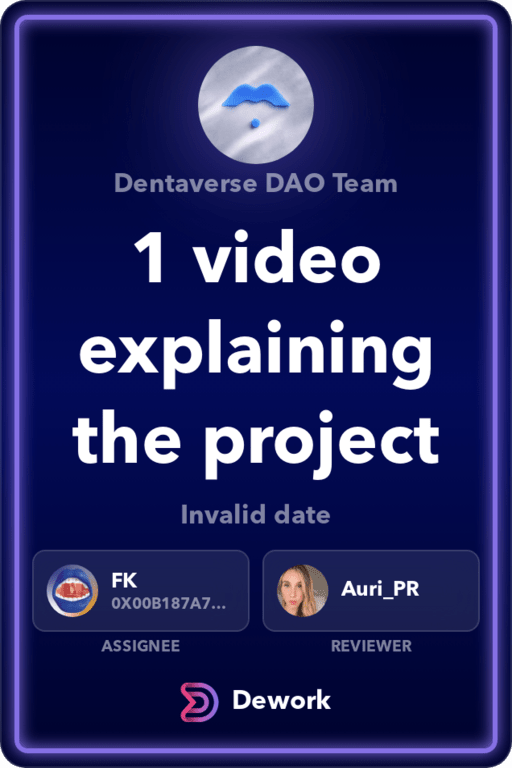 Dentaverse DAO Team
1 video
explaining
the project
Invalid date
FK
0X00B187A7...
Auri_PR
ASSIGNEE
REVIEWER
Dework